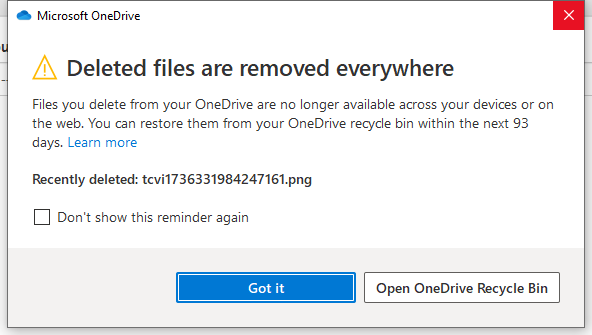 Microsoft OneDrive
Deleted files are removed everywhere
Files you delete from your OneDrive are no longer available across your devices or on
the web. You can restore them from your OneDrive recycle bin within the next 93
days. Learn more
Recently deleted: tcvi1736331984247161.png
Don't show this reminder again
Got it
Open OneDrive Recycle Bin